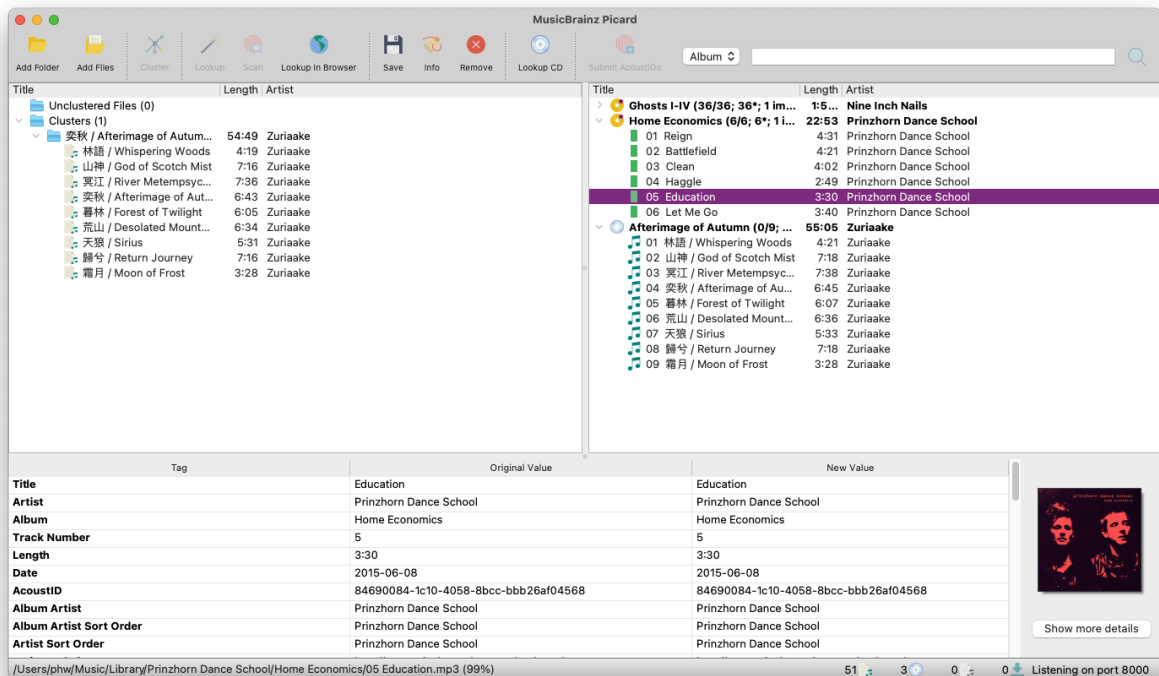 MusicBrainz Picard
Add Folder Add Files Cluster Lookup Scan Lookup in Browser Save Info Remove Lookup CD Submit AcoustIDs Album
Title Length Artist
Unclustered Files (0)
Clusters (1)
奕秋 / Afterimage of Autum... 54:49 Zuriaake
林語 / Whispering Woods 4:19 Zuriaake
山神 / God of Scotch Mist 7:16 Zuriaake
冥江 / River Metempsyc... 7:36 Zuriaake
奕秋 / Afterimage of Aut... 6:43 Zuriaake
暮林 / Forest of Twilight 6:05 Zuriaake
荒山 / Desolated Mount... 6:34 Zuriaake
天狼 / Sirius 5:31 Zuriaake
歸兮 / Return Journey 7:16 Zuriaake
霜月 / Moon of Frost 3:28 Zuriaake
Title Length Artist
Ghosts I-IV (36/36; 36*; 1 im... 1:5... Nine Inch Nails
Home Economics (6/6; 6*; 1 i... 22:53 Prinzhorn Dance School
01 Reign 4:31 Prinzhorn Dance School
02 Battlefield 4:21 Prinzhorn Dance School
03 Clean 4:02 Prinzhorn Dance School
04 Haggle 2:49 Prinzhorn Dance School
05 Education 3:30 Prinzhorn Dance School
06 Let Me Go 3:40 Prinzhorn Dance School
Afterimage of Autumn (0/9; ... 55:05 Zuriaake
01 林語 / Whispering Woods 4:21 Zuriaake
02 山神 / God of Scotch Mist 7:18 Zuriaake
03 冥江 / River Metempsyc... 7:38 Zuriaake
04 奕秋 / Afterimage of Au... 6:45 Zuriaake
05 暮林 / Forest of Twilight 6:07 Zuriaake
06 荒山 / Desolated Mount... 6:36 Zuriaake
07 天狼 / Sirius 5:33 Zuriaake
08 歸兮 / Return Journey 7:18 Zuriaake
09 霜月 / Moon of Frost 3:28 Zuriaake
Tag Original Value New Value
Title Education Education
Artist Prinzhorn Dance School Prinzhorn Dance School
Album Home Economics Home Economics
Track Number 5 5
Length 3:30 3:30
Date 2015-06-08 2015-06-08
AcoustID 84690084-1c10-4058-8bcc-bbb26af04568 84690084-1c10-4058-8bcc-bbb26af04568
Album Artist Prinzhorn Dance School Prinzhorn Dance School
Album Artist Sort Order Prinzhorn Dance School Prinzhorn Dance School
Artist Sort Order Prinzhorn Dance School Prinzhorn Dance School
prinzhorn dance school
home economics
Show more details
/Users/phw/Music/Library/Prinzhorn Dance School/Home Economics/05 Education.mp3 (99%) 51 3 0 0 Listening on port 8000